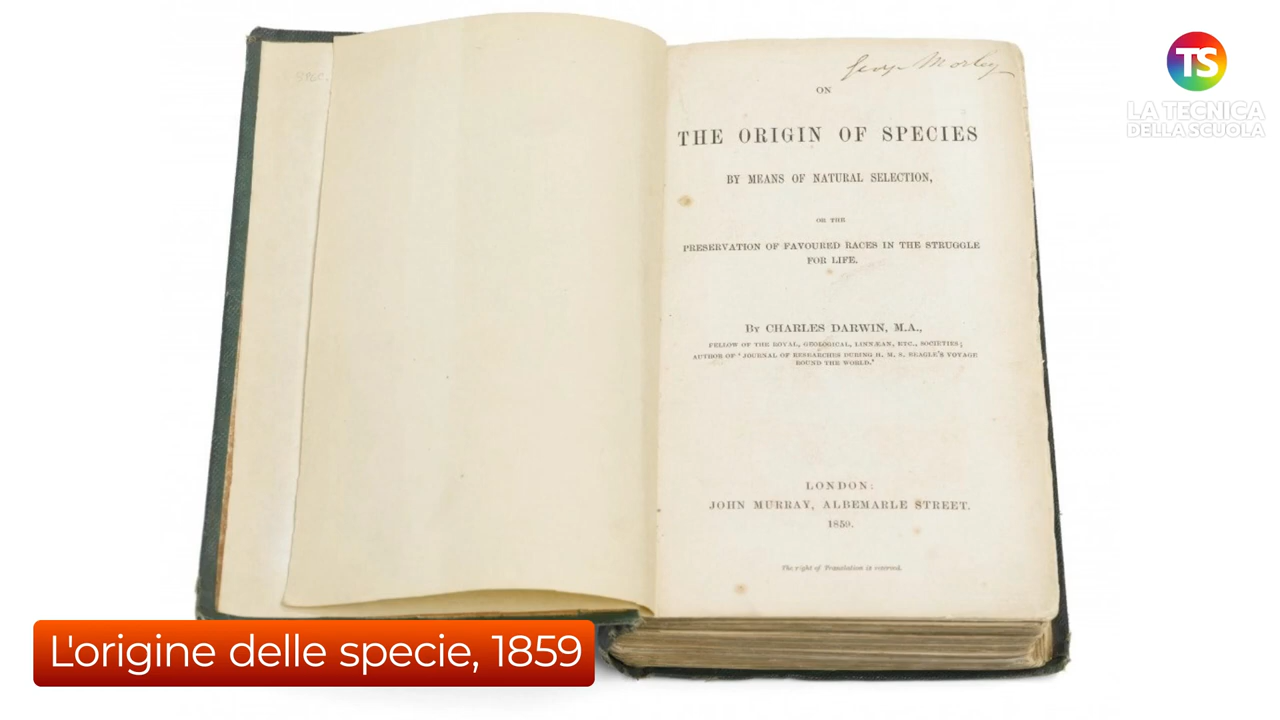 George Morley
ON
THE ORIGIN OF SPECIES
BY MEANS OF NATURAL SELECTION,
OR THE
PRESERVATION OF FAVOURED RACES IN THE STRUGGLE
FOR LIFE.
By CHARLES DARWIN, M.A.,
FELLOW OF THE ROYAL, GEOLOGICAL, LINNÆAN, ETC., SOCIETIES;
AUTHOR OF 'JOURNAL OF RESEARCHES DURING H. M. S. BEAGLE'S VOYAGE
ROUND THE WORLD.'
LONDON:
JOHN MURRAY, ALBEMARLE STREET.
1859.
The right of Translation is reserved.
TS
LA TECNICA
DELLA SCUOLA
L'origine delle specie, 1859